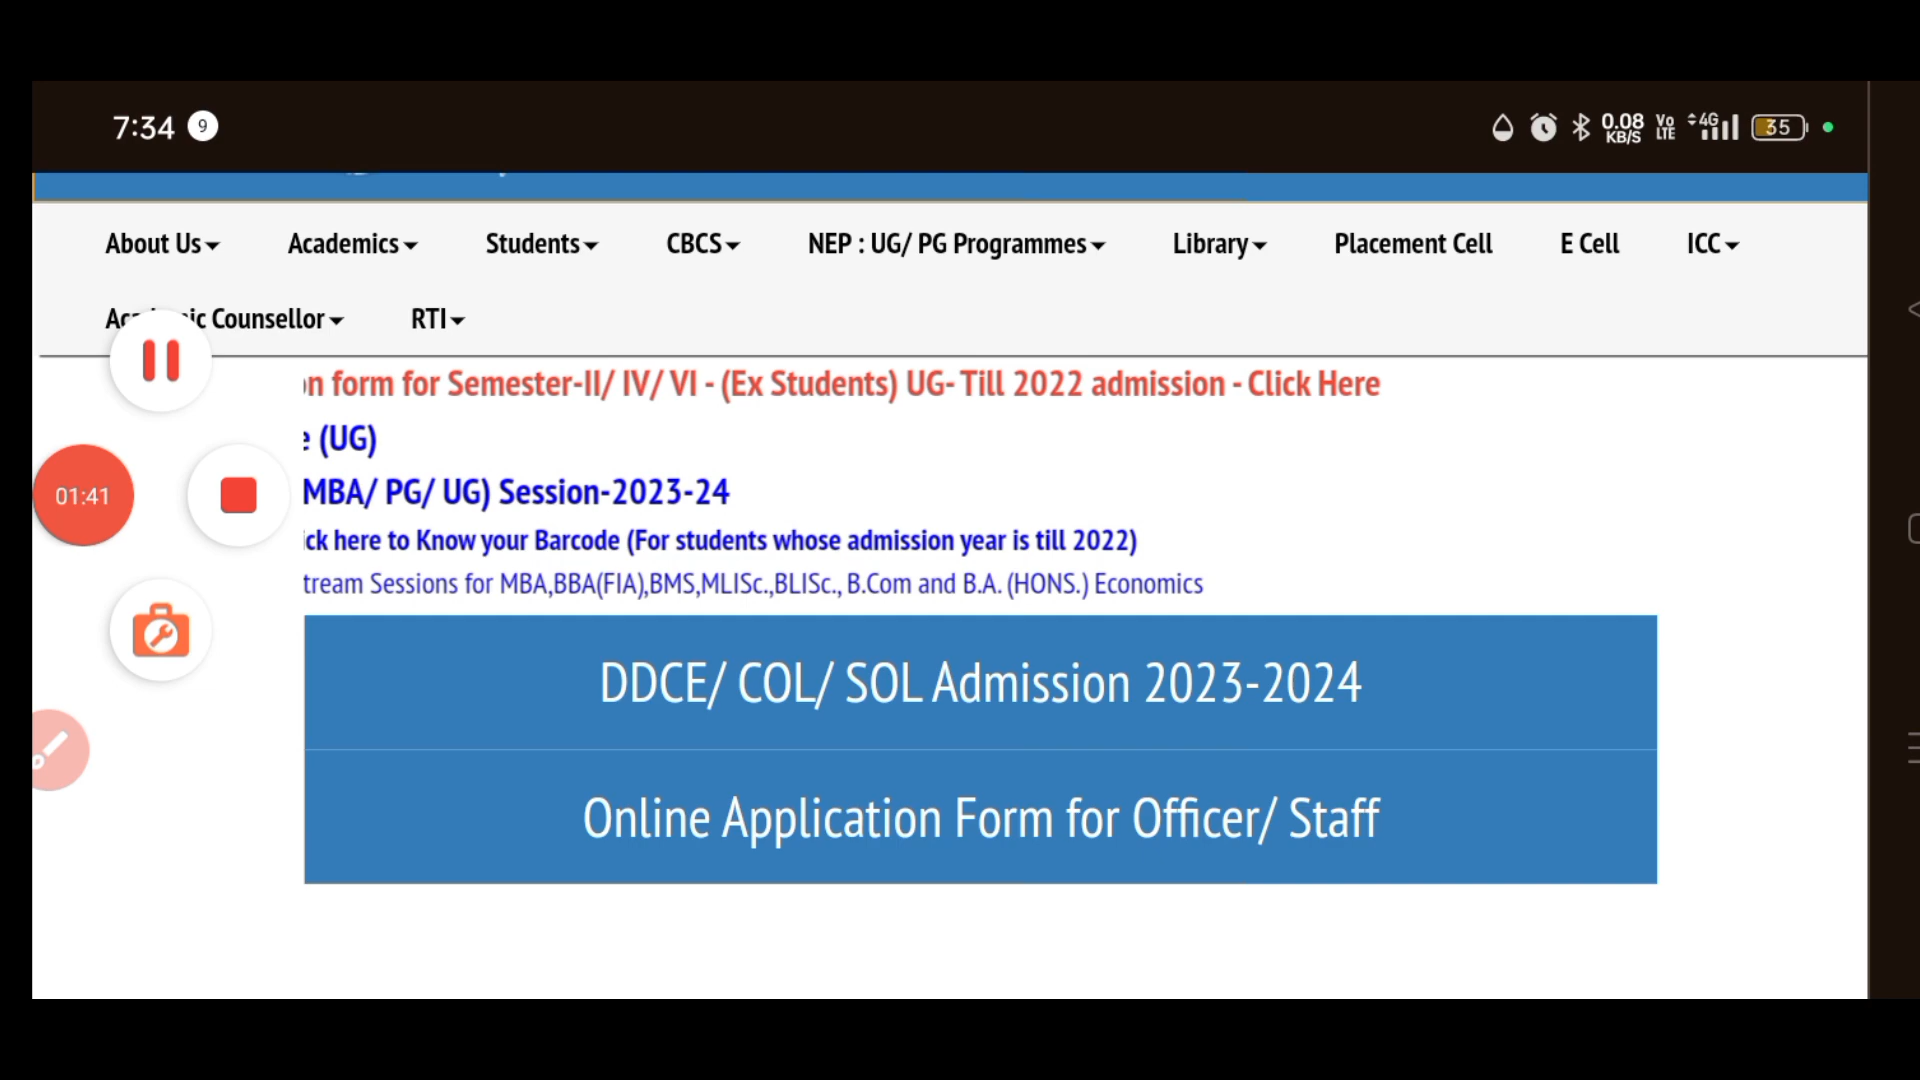 7:34 9 0.08 KB/S Vo LTE 4G 35
About Us Academics Students CBCS NEP : UG/ PG Programmes Library Placement Cell E Cell ICC
Counsellor RTI
form for Semester-II/ IV/ VI - (Ex Students) UG- Till 2022 admission - Click Here
(UG)
MBA/ PG/ UG) Session-2023-24
01:41
here to Know your Barcode (For students whose admission year is till 2022)
Sessions for MBA,BBA(FIA),BMS,MLISc.,BLISc., B.Com and B.A. (HONS.) Economics
DDCE/ COL/ SOL Admission 2023-2024
Online Application Form for Officer/ Staff